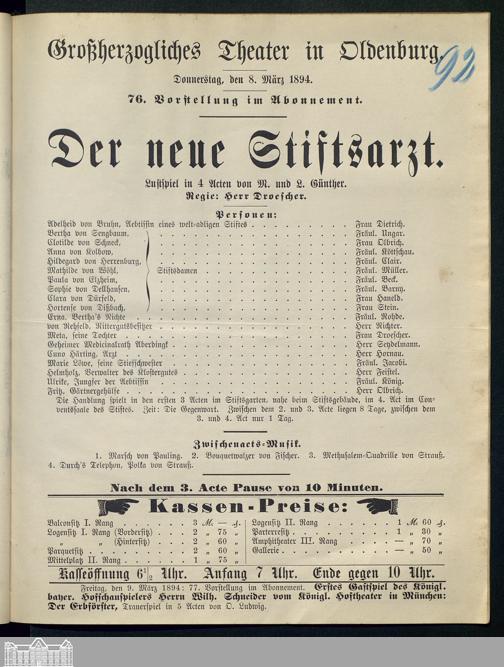 Großherzogliches Theater in Oldenburg.
92
Donnerstag, den 8. März 1894.
76. Vorstellung im Abonnement.
Der neue Stiftsarzt.
Lustspiel in 4 Acten von M. und L. Günther.
Regie: Herr Droescher.
Personen:
Adelheid von Bruhn, Aebtissin eines welt-adligen Stiftes . . . Frau Dietrich.
Bertha von Sengbaum, . . . Fräul. Ungar.
Clotilde von Schneck, . . . Frau Olbrich.
Anna von Kolbow, . . . Fräul. Köttschau.
Hildegard von Herrenburg, . . . Fräul. Clair.
Mathilde von Wöhl, Stiftsdamen . . . Fräul. Müller.
Paula von Elzheim, . . . Fräul. Beck.
Sophie von Dellhausen, . . . Fräul. Barny.
Clara von Dürfeld, . . . Frau Haneld.
Hortense von Dißbach, . . . Frau Stein.
Erna, Bertha's Nichte . . . Fräul. Rohde.
von Rehfeld, Rittergutsbesitzer . . . Herr Richter.
Meta, seine Tochter . . . Frau Droescher.
Geheimer Medicinalrath Aberdingk . . . Herr Seydelmann.
Cuno Härting, Arzt . . . Herr Hornau.
Marie Löwe, seine Stiefschwester . . . Fräul. Jacobi.
Helmholz, Verwalter des Klostergutes . . . Herr Feistel.
Ulrike, Jungfer der Aebtissin . . . Fräul. König.
Fritz, Gärtnergehülfe . . . Herr Olbrich.
Die Handlung spielt in den ersten 3 Acten im Stiftsgarten, nahe beim Stiftsgebäude, im 4. Act im Con-
ventsaale des Stiftes. Zeit: Die Gegenwart. Zwischen dem 2. und 3. Acte liegen 8 Tage, zwischen dem
3. und 4. Act nur 1 Tag.
Zwischenacts-Musik.
1. Marsch von Pauling. 2. Bouquetwalzer von Fischer. 3. Methusalem-Quadrille von Strauß.
4. Durch's Telephon, Polka von Strauß.
Nach dem 3. Acte Pause von 10 Minuten.
Kassen-Preise:
Balconsitz I. Rang . . . 3 M. — „
Logensitz I. Rang (Vordersitz) . . 2 „ 75 „
„ „ (Hintersitz) . . 2 „ 60 „
Parquetsitz . . . 2 „ 60 „
Mittelplatz II. Rang . . . 1 „ 75 „
Logensitz II. Rang . . . 1 M. 60 „
Parterresitz . . . 1 „ 30 „
Amphitheater III. Rang . . . — „ 70 „
Gallerie . . . — „ 50 „
Kasseöffnung 6 1/2 Uhr. Anfang 7 Uhr. Ende gegen 10 Uhr.
Freitag, den 9. März 1894: 77. Vorstellung im Abonnement. Erstes Gastspiel des Königl.
bayer. Hofschauspielers Herrn Wilh. Schneider vom Königl. Hoftheater in München:
Der Erbförster, Trauerspiel in 5 Acten von O. Ludwig.